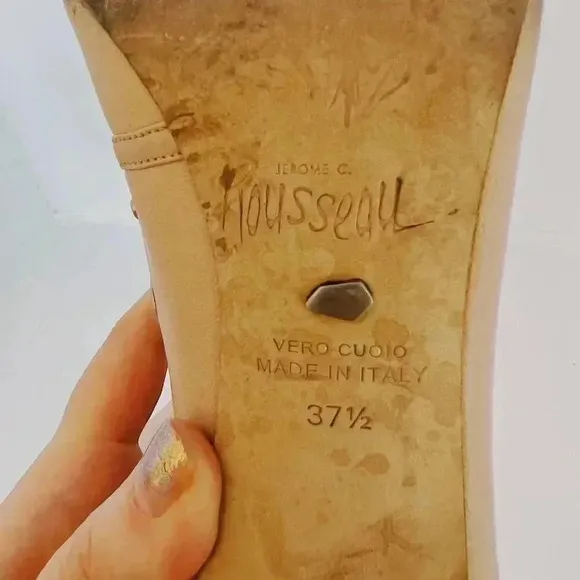 JEROME C.
Rousseau
VERO CUOIO
MADE IN ITALY
37½